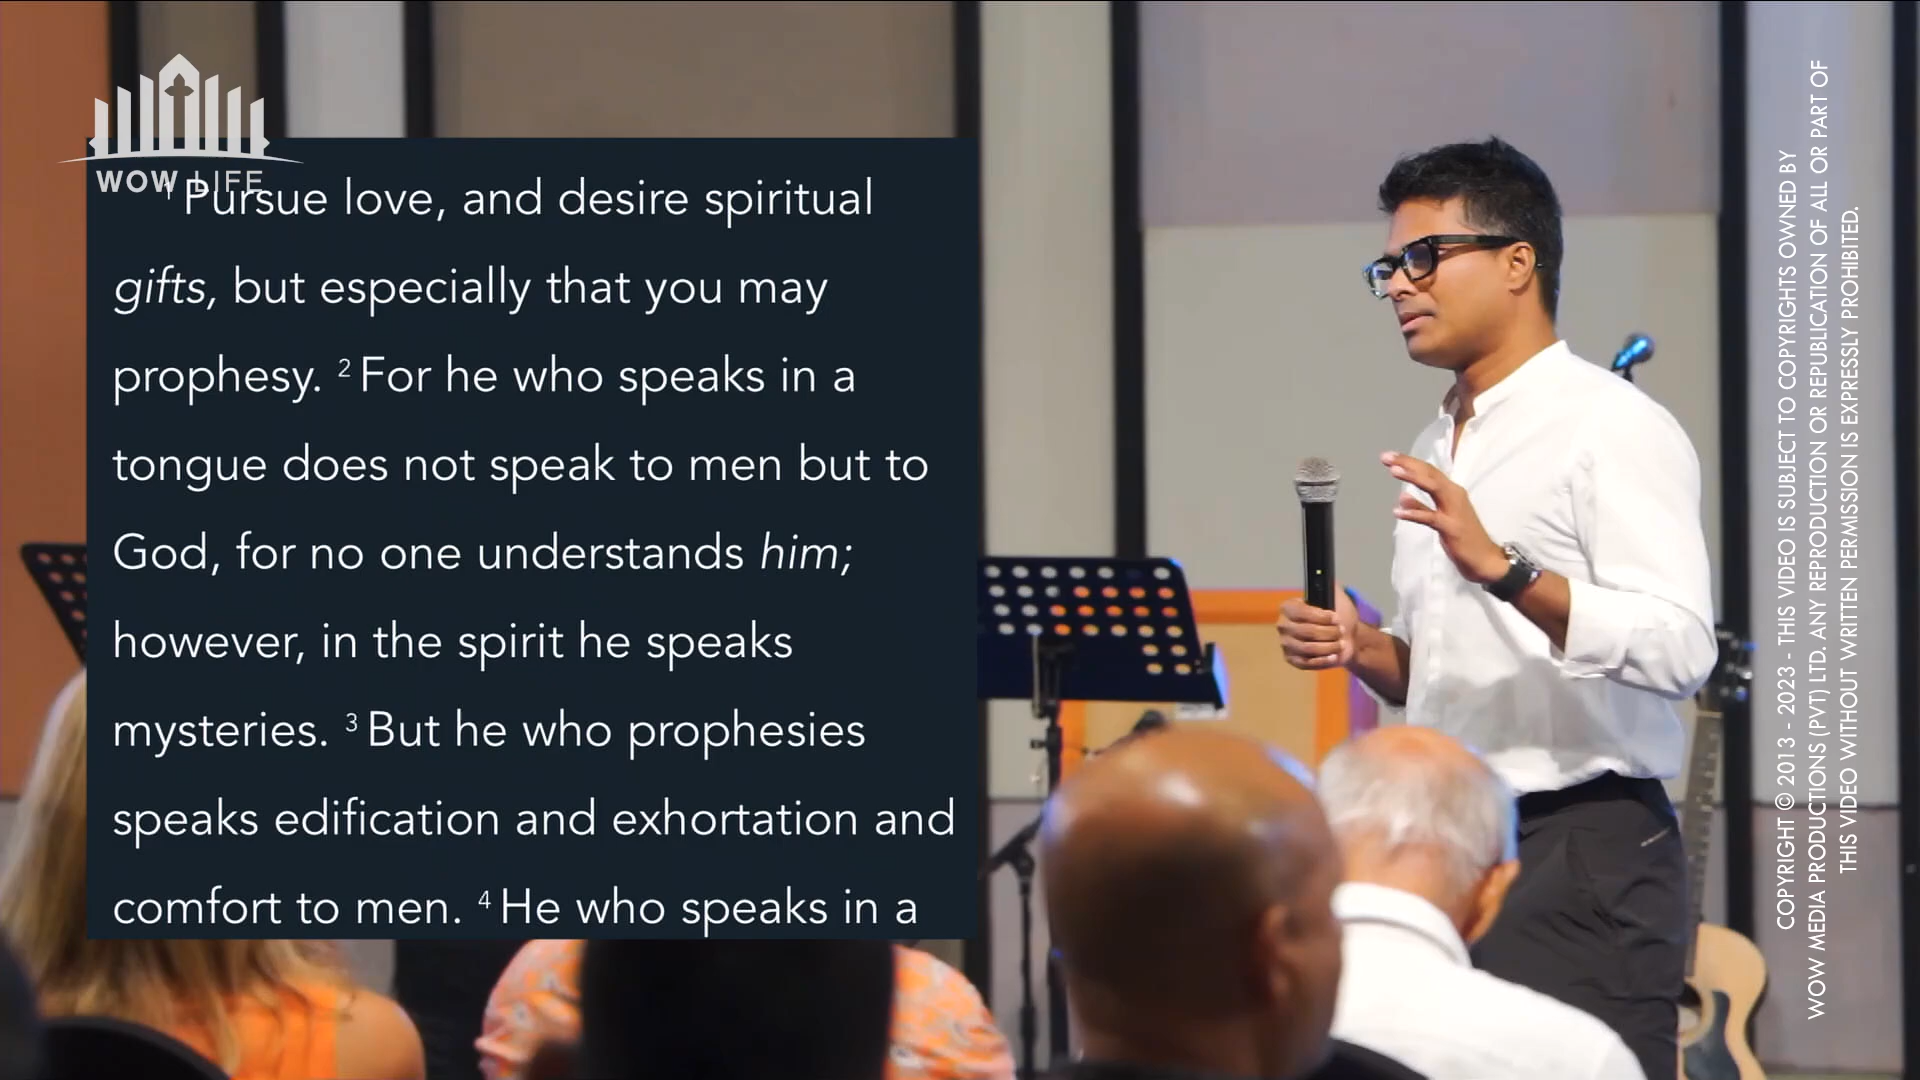 WOW LIFE
1 Pursue love, and desire spiritual
gifts, but especially that you may
prophesy. 2 For he who speaks in a
tongue does not speak to men but to
God, for no one understands him;
however, in the spirit he speaks
mysteries. 3 But he who prophesies
speaks edification and exhortation and
comfort to men. 4 He who speaks in a
COPYRIGHT © 2013 - 2023 - THIS VIDEO IS SUBJECT TO COPYRIGHTS OWNED BY
WOW MEDIA PRODUCTIONS (PVT) LTD. ANY REPRODUCTION OR REPUBLICATION OF ALL OR PART OF
THIS VIDEO WITHOUT WRITTEN PERMISSION IS EXPRESSLY PROHIBITED.